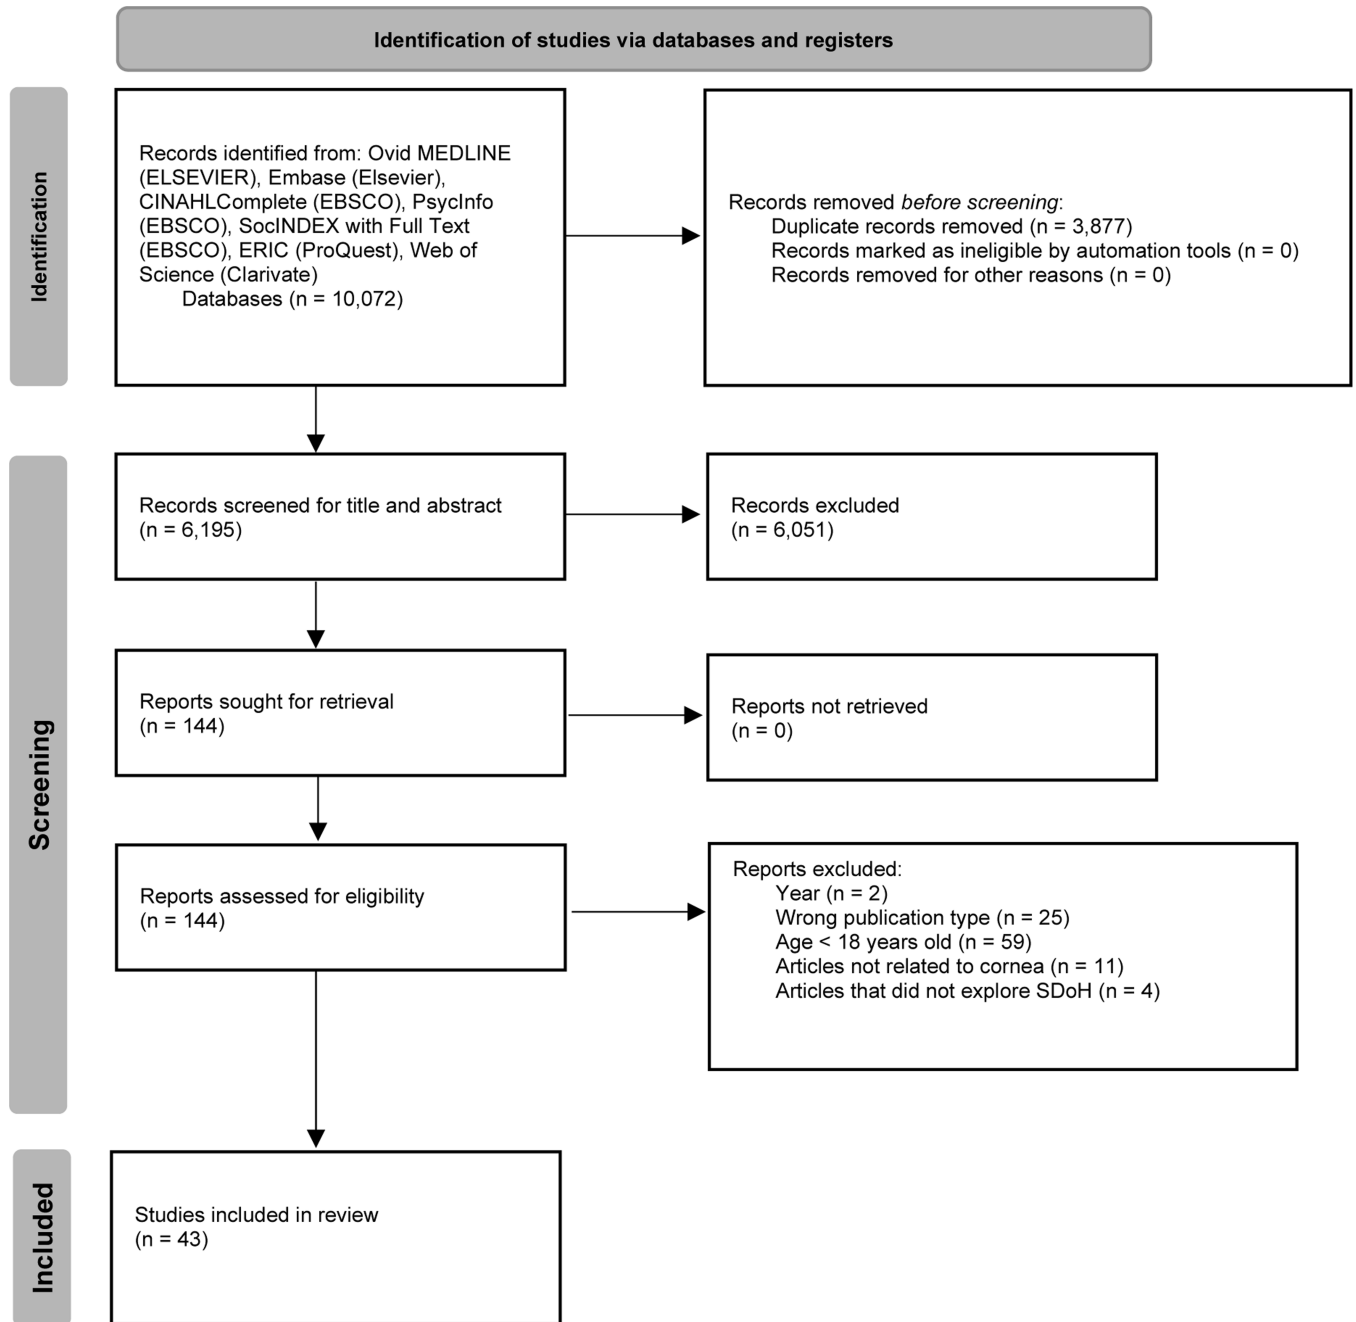 Identification of studies via databases and registers
Identification
Records identified from: Ovid MEDLINE
(ELSEVIER), Embase (Elsevier),
CINAHLComplete (EBSCO), PsycInfo
(EBSCO), SocINDEX with Full Text
(EBSCO), ERIC (ProQuest), Web of
Science (Clarivate)
Databases (n = 10,072)
Records removed before screening:
Duplicate records removed (n = 3,877)
Records marked as ineligible by automation tools (n = 0)
Records removed for other reasons (n = 0)
Screening
Records screened for title and abstract
(n = 6,195)
Records excluded
(n = 6,051)
Reports sought for retrieval
(n = 144)
Reports not retrieved
(n = 0)
Reports assessed for eligibility
(n = 144)
Reports excluded:
Year (n = 2)
Wrong publication type (n = 25)
Age < 18 years old (n = 59)
Articles not related to cornea (n = 11)
Articles that did not explore SDoH (n = 4)
Included
Studies included in review
(n = 43)